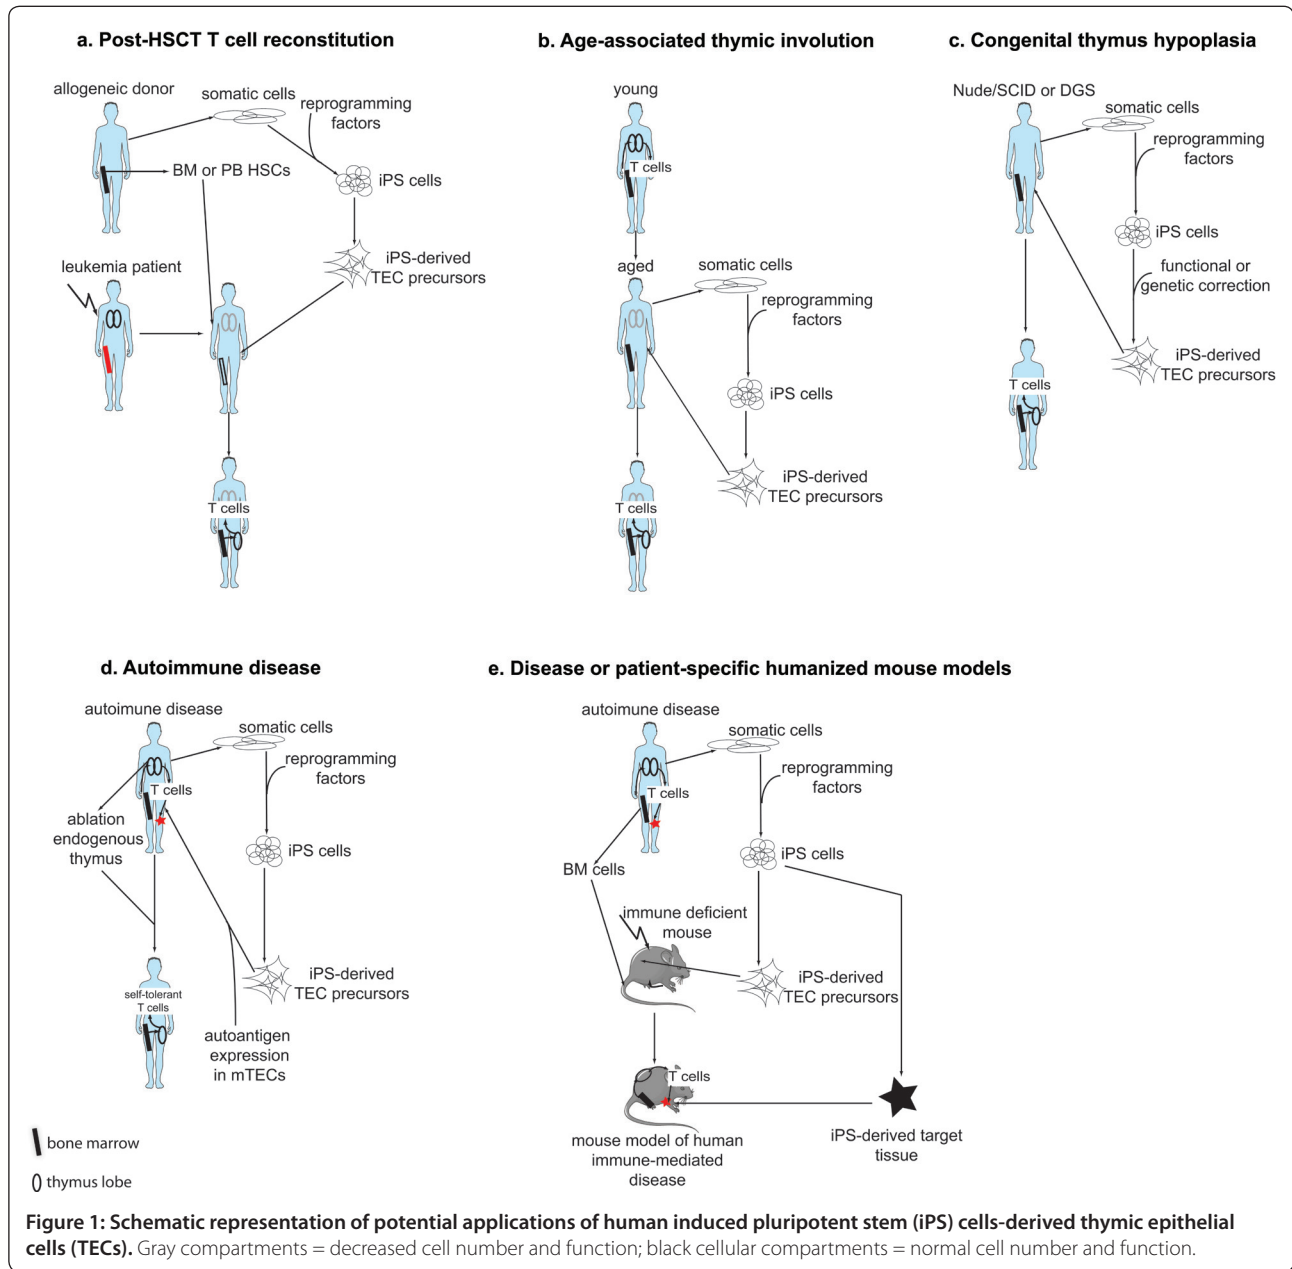 a. Post-HSCT T cell reconstitution
allogeneic donor
somatic cells
reprogramming
factors
BM or PB HSCs
iPS cells
leukemia patient
iPS-derived
TEC precursors
T cells
b. Age-associated thymic involution
young
T cells
aged
somatic cells
reprogramming
factors
iPS cells
iPS-derived
TEC precursors
T cells
c. Congenital thymus hypoplasia
Nude/SCID or DGS
somatic cells
reprogramming
factors
iPS cells
functional or
genetic correction
iPS-derived
TEC precursors
T cells
d. Autoimmune disease
autoimune disease
somatic cells
reprogramming
factors
T cells
ablation
endogenous
thymus
iPS cells
iPS-derived
TEC precursors
self-tolerant
T cells
autoantigen
expression
in mTECs
e. Disease or patient-specific humanized mouse models
autoimune disease
somatic cells
reprogramming
factors
T cells
BM cells
iPS cells
immune deficient
mouse
iPS-derived
TEC precursors
T cells
mouse model of human
immune-mediated
disease
iPS-derived target
tissue
bone marrow
thymus lobe
Figure 1: Schematic representation of potential applications of human induced pluripotent stem (iPS) cells-derived thymic epithelial
cells (TECs). Gray compartments = decreased cell number and function; black cellular compartments = normal cell number and function.